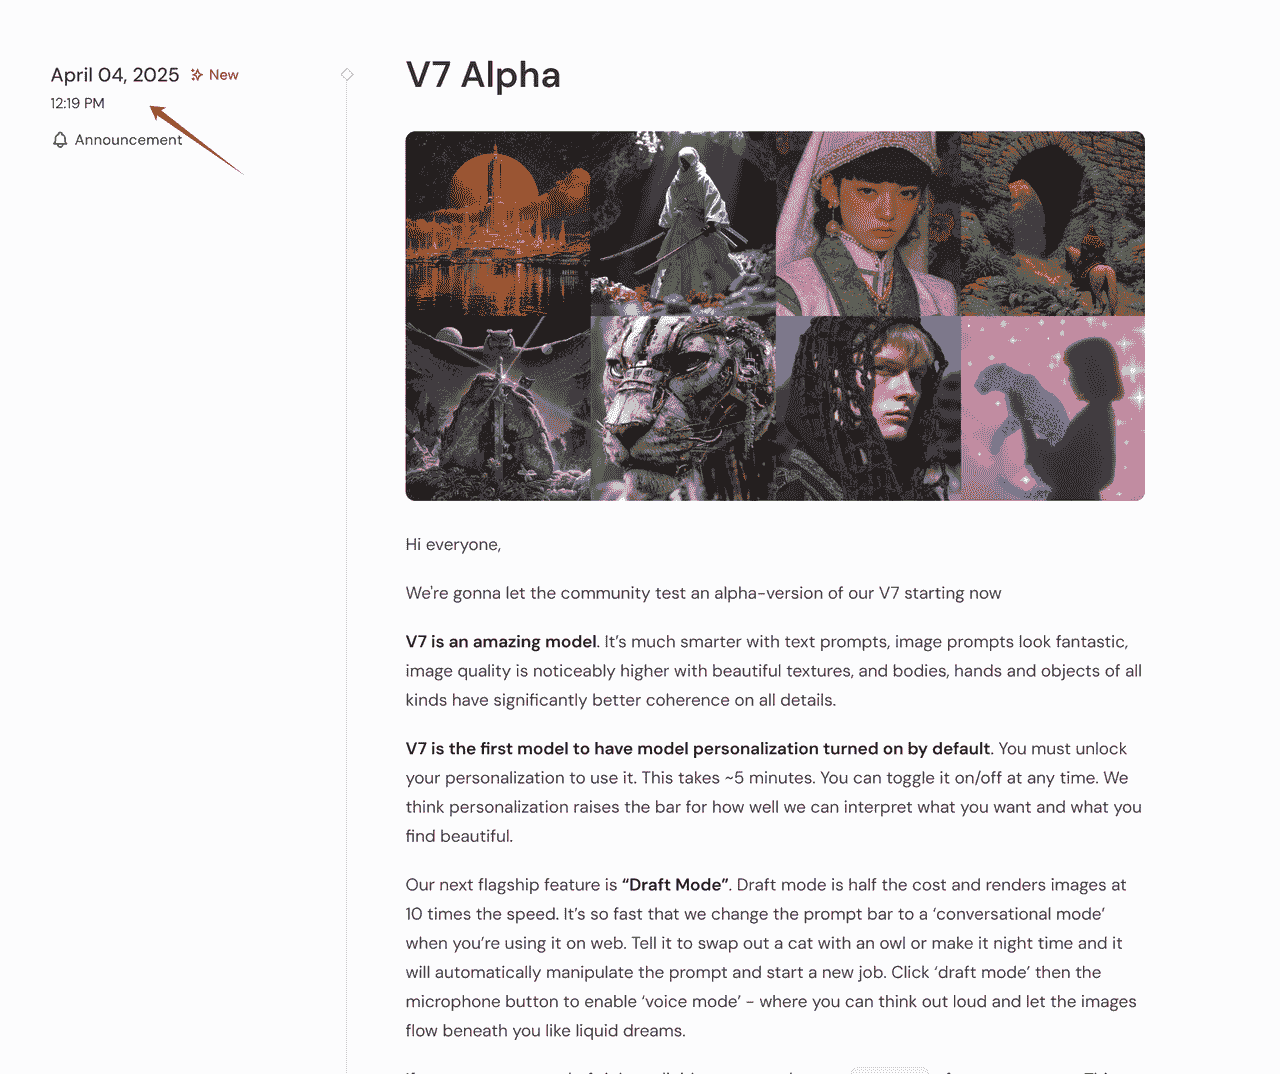 April 04, 2025 New
12:19 PM
Announcement
V7 Alpha
Hi everyone,
We're gonna let the community test an alpha-version of our V7 starting now
V7 is an amazing model. It's much smarter with text prompts, image prompts look fantastic,
image quality is noticeably higher with beautiful textures, and bodies, hands and objects of all
kinds have significantly better coherence on all details.
V7 is the first model to have model personalization turned on by default. You must unlock
your personalization to use it. This takes ~5 minutes. You can toggle it on/off at any time. We
think personalization raises the bar for how well we can interpret what you want and what you
find beautiful.
Our next flagship feature is “Draft Mode”. Draft mode is half the cost and renders images at
10 times the speed. It’s so fast that we change the prompt bar to a ‘conversational mode’
when you’re using it on web. Tell it to swap out a cat with an owl or make it night time and it
will automatically manipulate the prompt and start a new job. Click ‘draft mode’ then the
microphone button to enable ‘voice mode’ – where you can think out loud and let the images
flow beneath you like liquid dreams.